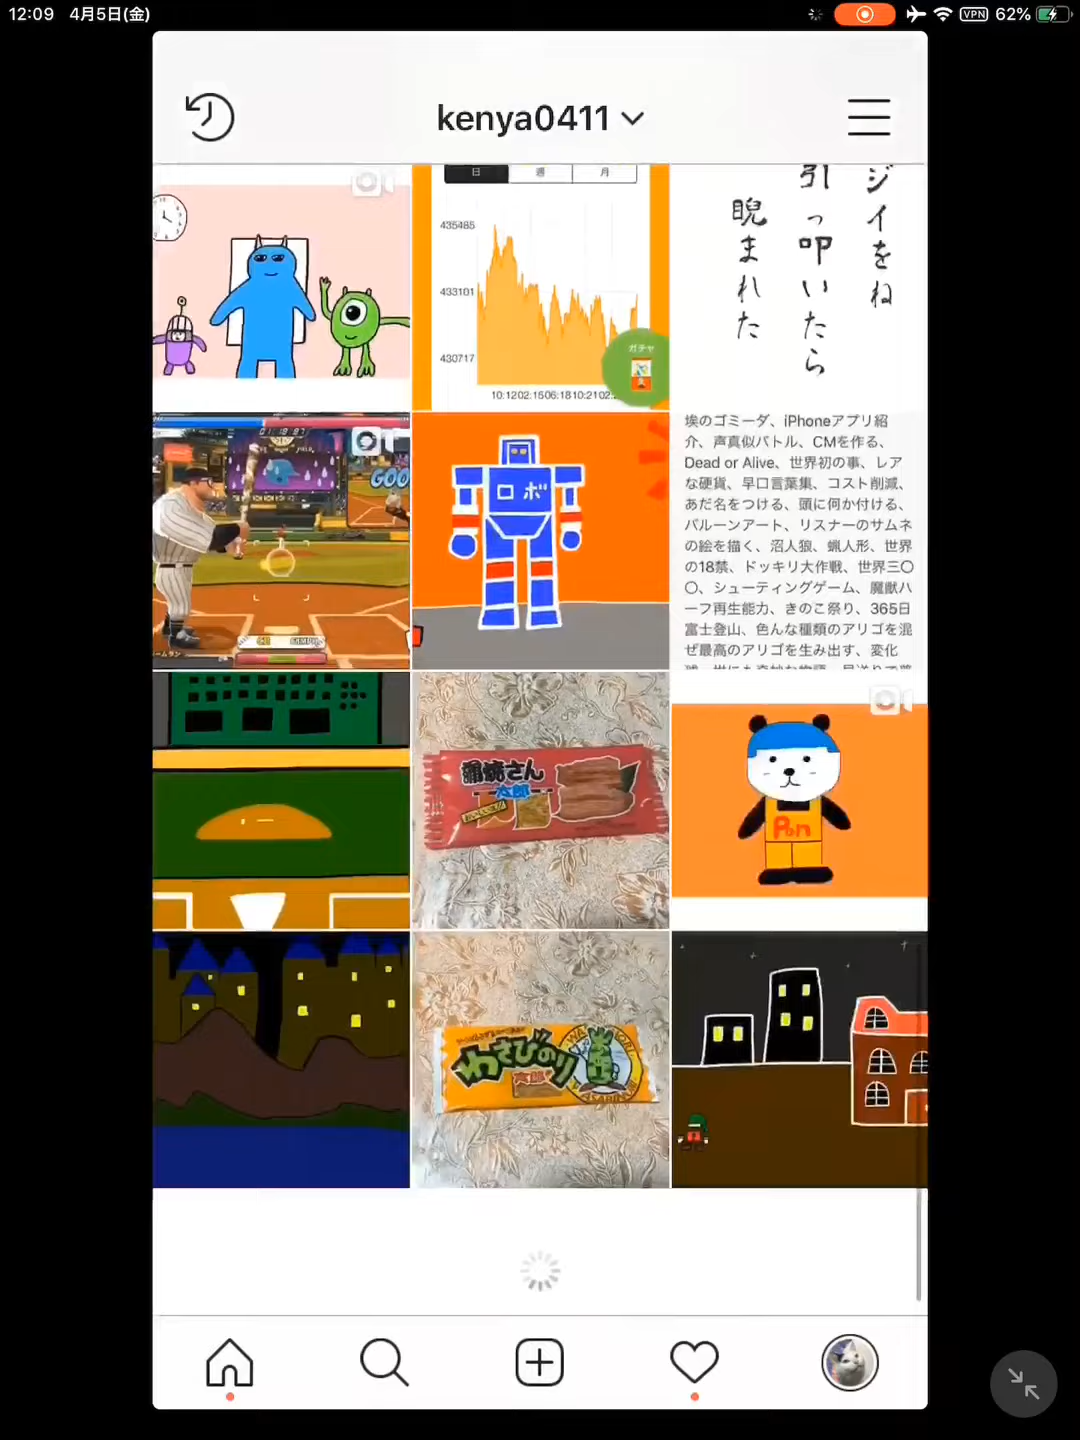 12:09 4月5日(金)
VPN 62%
kenya0411
日 週 月
435485
433101
430717
ガチャ
ジイをね
引っ叩いたら
睨まれた
埃のゴミーダ、iPhoneアプリ紹
介、声真似バトル、CMを作る、
Dead or Alive、世界初の事、レア
な硬貨、早口言葉集、コスト削減、
あだ名をつける、頭に何か付ける、
バルーンアート、リスナーのサムネ
の絵を描く、沼人狼、蝋人形、世界
の18禁、ドッキリ大作戦、世界三〇
〇、シューティングゲーム、魔獣ハ
ーフ再生能力、きのこ祭り、365日
富士登山、色んな種類のアリゴを混
ぜ最高のアリゴを生み出す、変化
ロボ
蒲焼さん
太郎
Pan
わさびのり
太郎